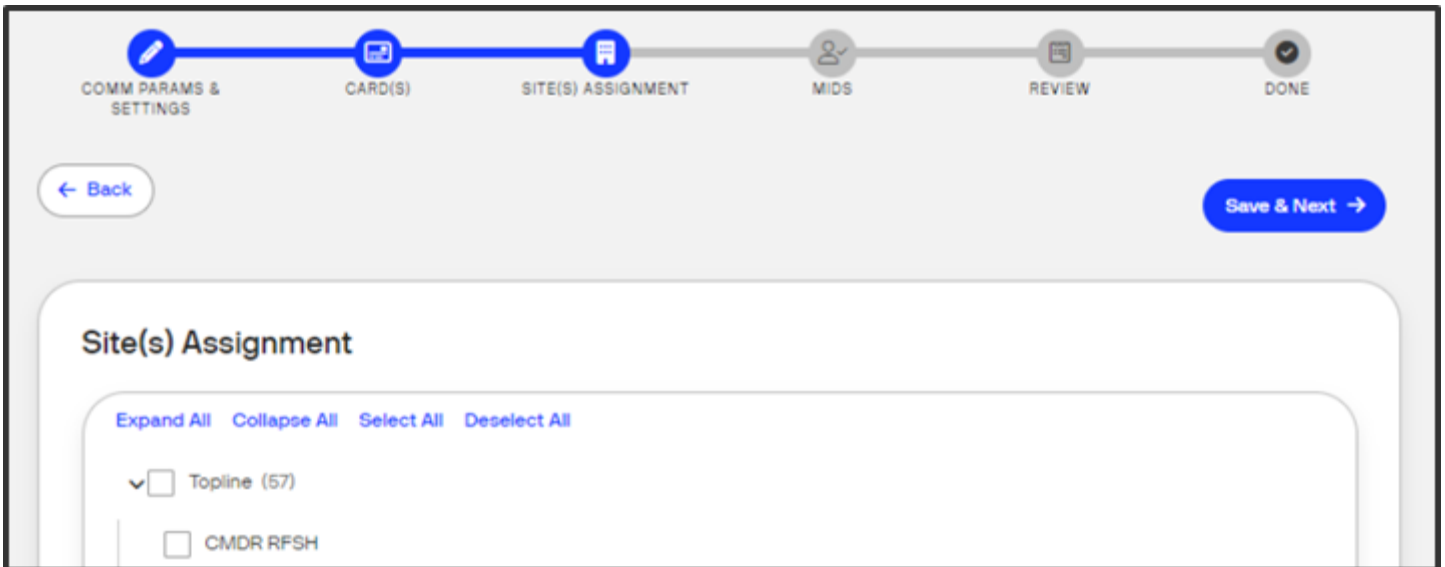 COMM PARAMS &
SETTINGS
CARD(S)
SITE(S) ASSIGNMENT
MIDS
REVIEW
DONE
← Back
Save & Next →
Site(s) Assignment
Expand All Collapse All Select All Deselect All
Topline (57)
CMDR RFSH